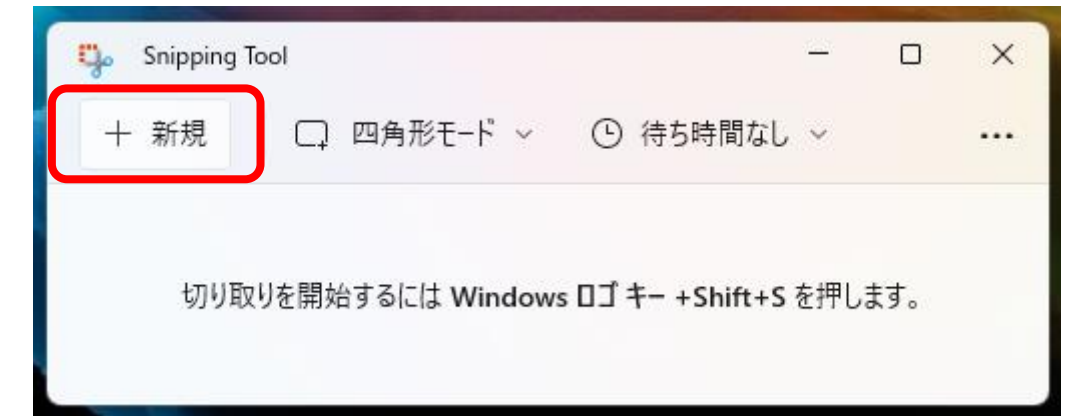 Snipping Tool
新規 四角形モード 待ち時間なし
切り取りを開始するには Windows ロゴ キー +Shift+S を押します。